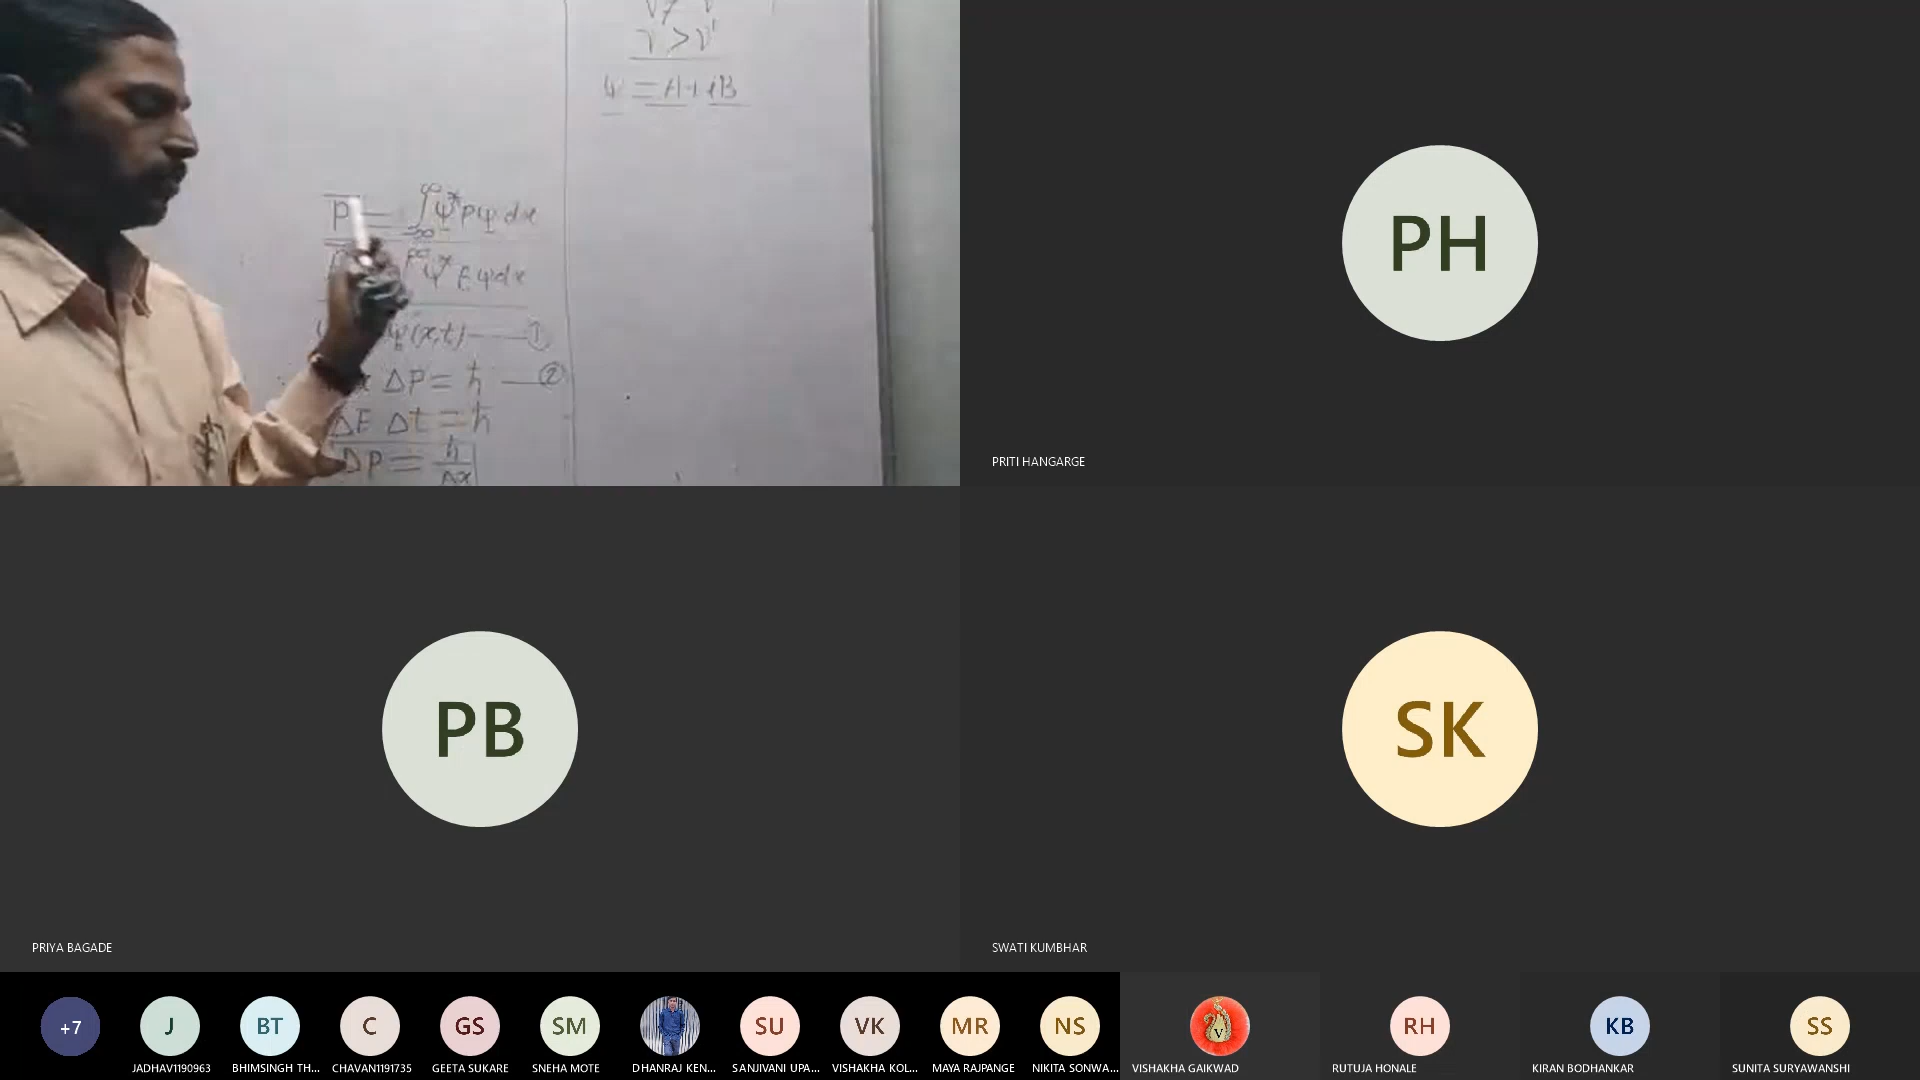 γ > γ'
ψ = A + iB
P̄ = ∫ ψ* P ψ dx
∞
-∞
∫ ψ* E ψ dx
∞
ψ(x,t) — ①
x ΔP = ħ — ②
ΔE Δt = ħ
ΔP = ħ / Δx
PH
PRITI HANGARGE
PB
PRIYA BAGADE
SK
SWATI KUMBHAR
+7
J
BT
C
GS
SM
SU
VK
MR
NS
V
RH
KB
SS
JADHAV1190963
BHIMSINGH TH...
CHAVAN1191735
GEETA SUKARE
SNEHA MOTE
DHANRAJ KEN...
SANJIVANI UPA...
VISHAKHA KOL...
MAYA RAJPANGE
NIKITA SONWA...
VISHAKHA GAIKWAD
RUTUJA HONALE
KIRAN BODHANKAR
SUNITA SURYAWANSHI